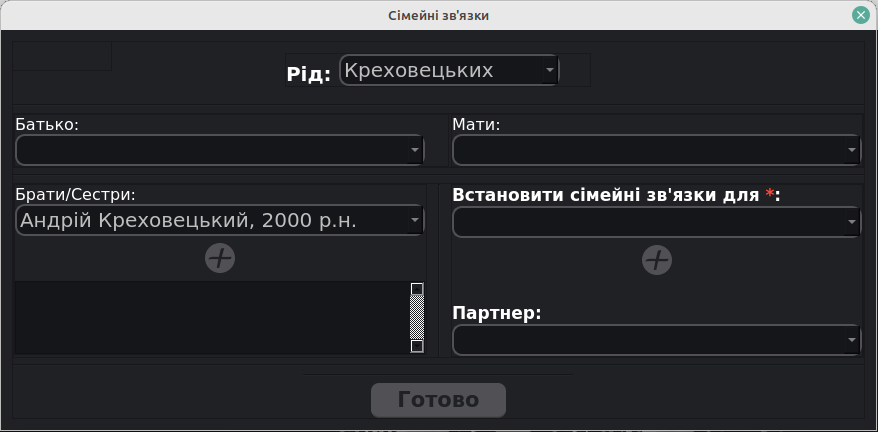 Сімейні зв'язки
Рід: Креховецьких
Батько:
Мати:
Брати/Сестри:
Андрій Креховецький, 2000 р.н.
Встановити сімейні зв'язки для *:
Партнер:
Готово